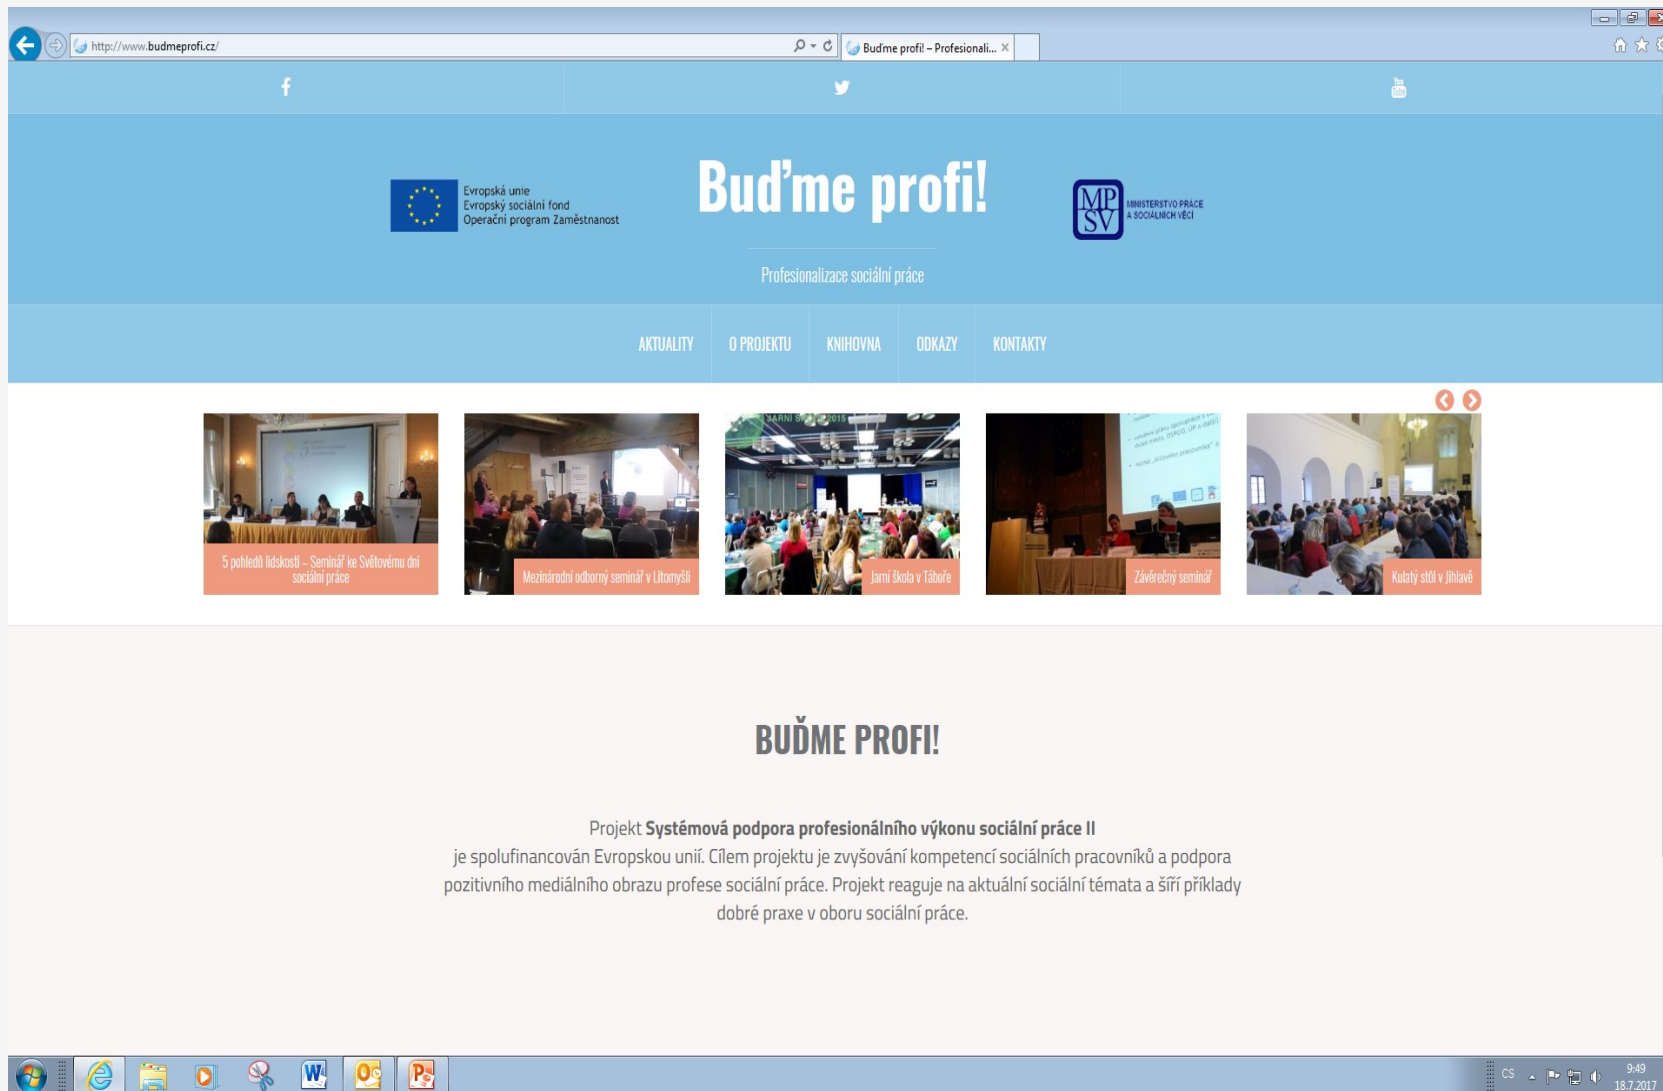 http://www.budmeprofi.cz/
Buďme profi! – Profesionali...
You
Tube
Evropská unie
Evropský sociální fond
Operační program Zaměstnanost
Buďme profi!
MP
SV
MINISTERSTVO PRÁCE
A SOCIÁLNÍCH VĚCÍ
Profesionalizace sociální práce
AKTUALITY
O PROJEKTU
KNIHOVNA
ODKAZY
KONTAKTY
5 pohledů lidskosti – Seminář ke Světovému dni
sociální práce
Mezinárodní odborný seminář v Litomyšli
Jarní škola v Táboře
Závěrečný seminář
Kulatý stůl v Jihlavě
BUĎME PROFI!
Projekt Systémová podpora profesionálního výkonu sociální práce II
je spolufinancován Evropskou unií. Cílem projektu je zvyšování kompetencí sociálních pracovníků a podpora
pozitivního mediálního obrazu profese sociální práce. Projekt reaguje na aktuální sociální témata a šíří příklady
dobré praxe v oboru sociální práce.
CS
9:49
18.7.2017